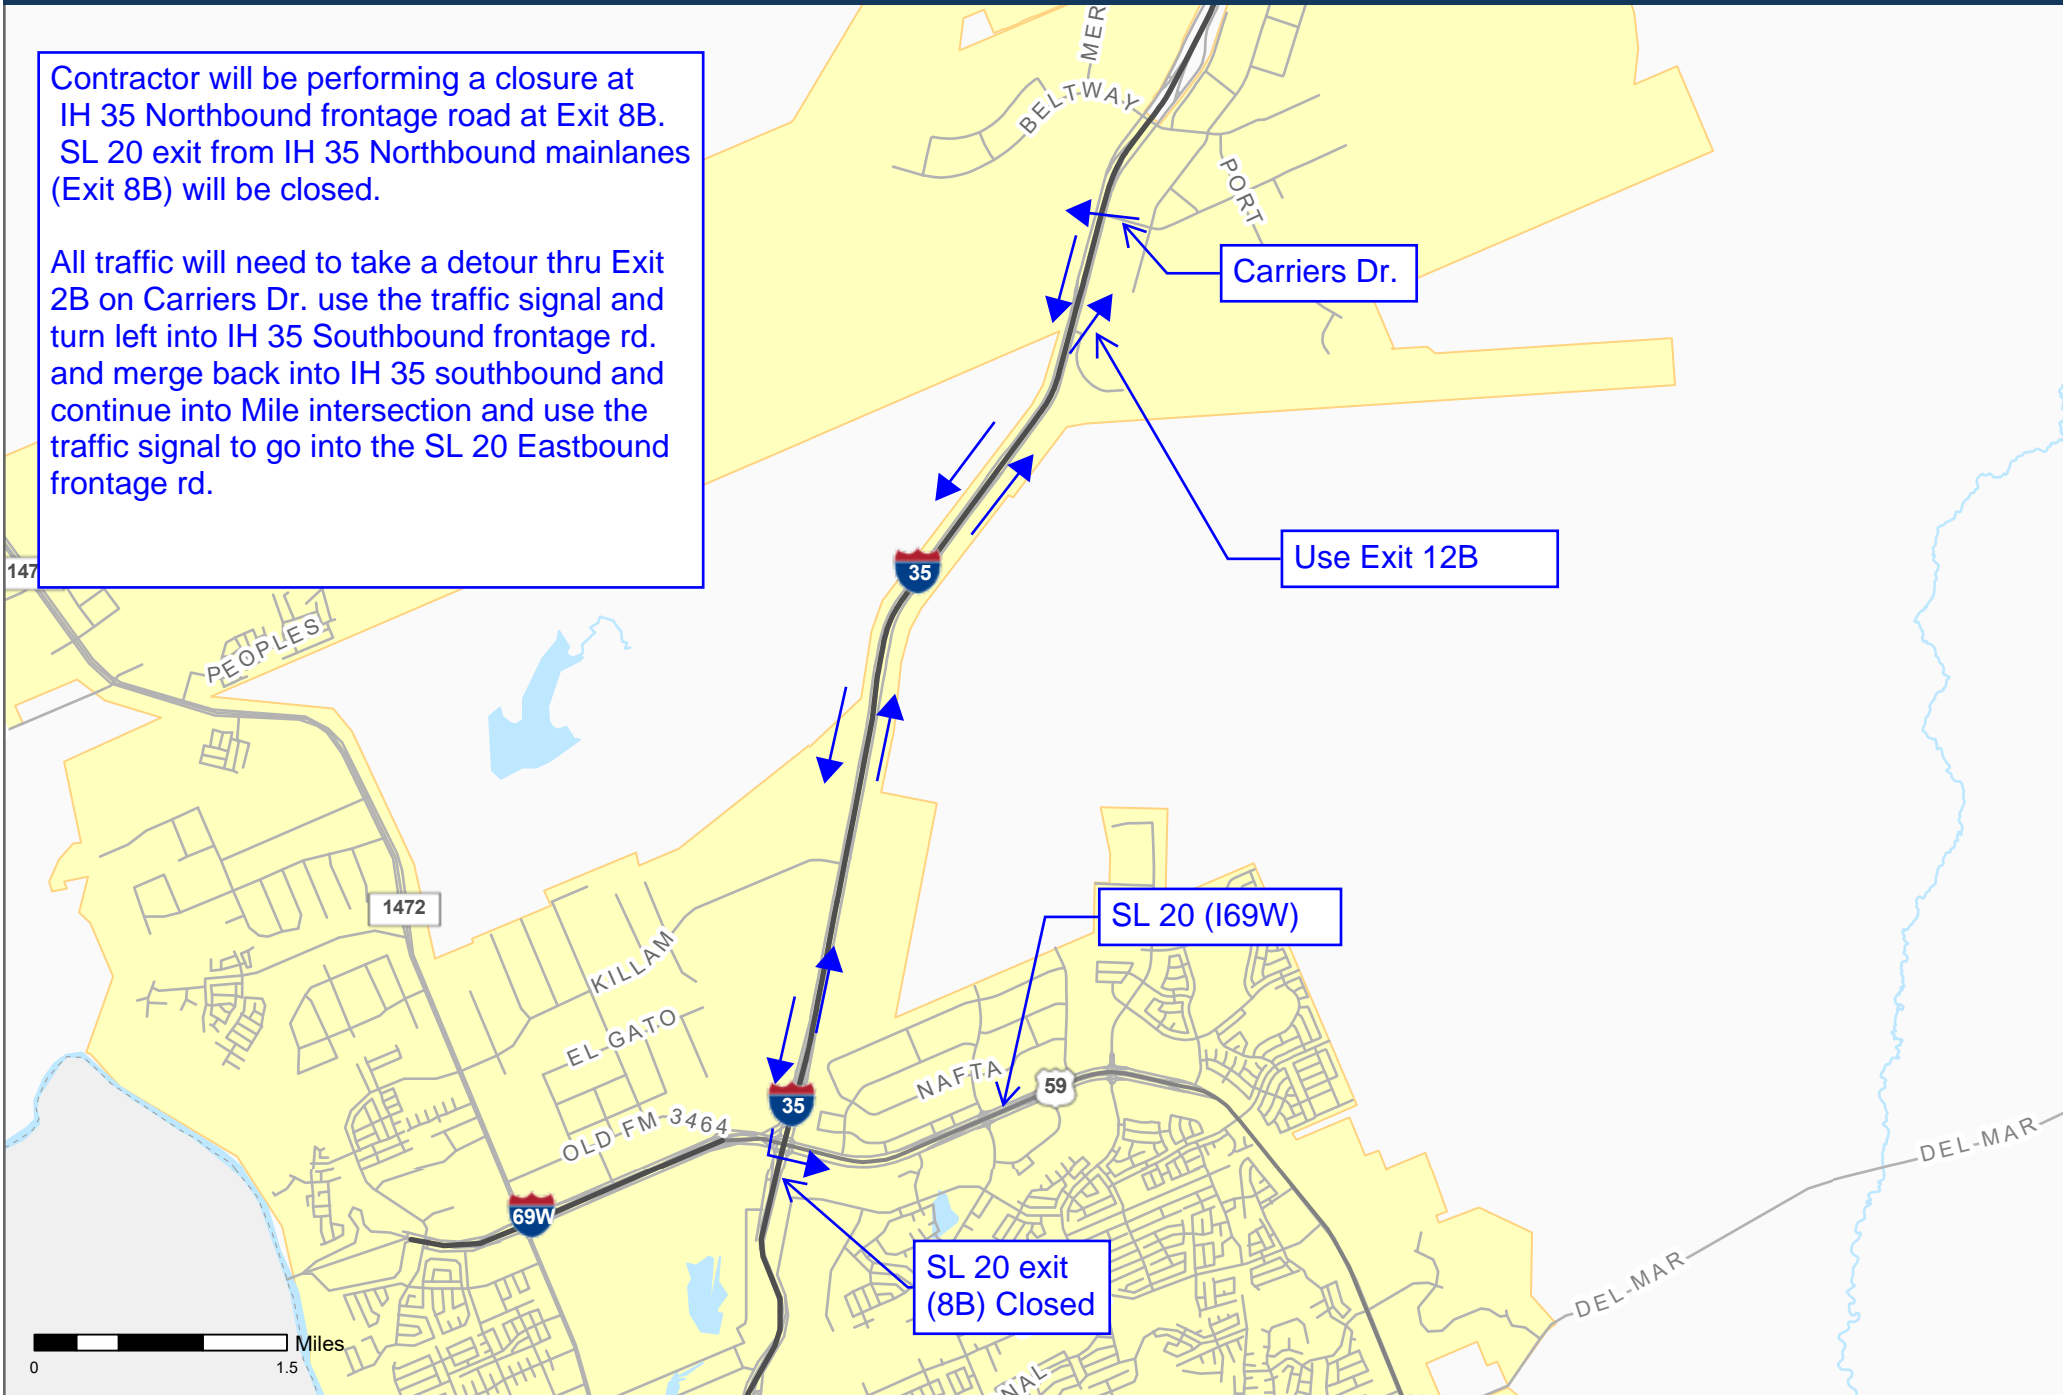 Contractor will be performing a closure at
IH 35 Northbound frontage road at Exit 8B.
SL 20 exit from IH 35 Northbound mainlanes
(Exit 8B) will be closed.
All traffic will need to take a detour thru Exit
2B on Carriers Dr. use the traffic signal and
turn left into IH 35 Southbound frontage rd.
and merge back into IH 35 southbound and
continue into Mile intersection and use the
traffic signal to go into the SL 20 Eastbound
frontage rd.
MER
BELTWAY
PORT
Carriers Dr.
Use Exit 12B
35
147
PEOPLES
1472
SL 20 (I69W)
KILLAM
EL GATO
NAFTA
59
35
OLD FM 3464
DEL MAR
69W
SL 20 exit
(8B) Closed
DEL MAR
Miles
0
1.5
NAL